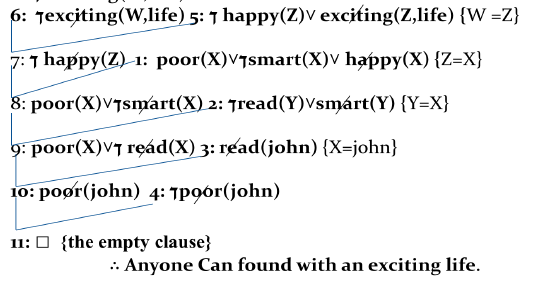 6: ¬exciting(W,life) 5: ¬ happy(Z)∨ exciting(Z,life) {W =Z}
7: ¬ happy(Z) 1: poor(X)∨¬smart(X)∨ happy(X) {Z=X}
8: poor(X)∨¬smart(X) 2: ¬read(Y)∨smart(Y) {Y=X}
9: poor(X)∨¬ read(X) 3: read(john) {X=john}
10: poor(john) 4: ¬poor(john)
11: □ {the empty clause}
∴ Anyone Can found with an exciting life.